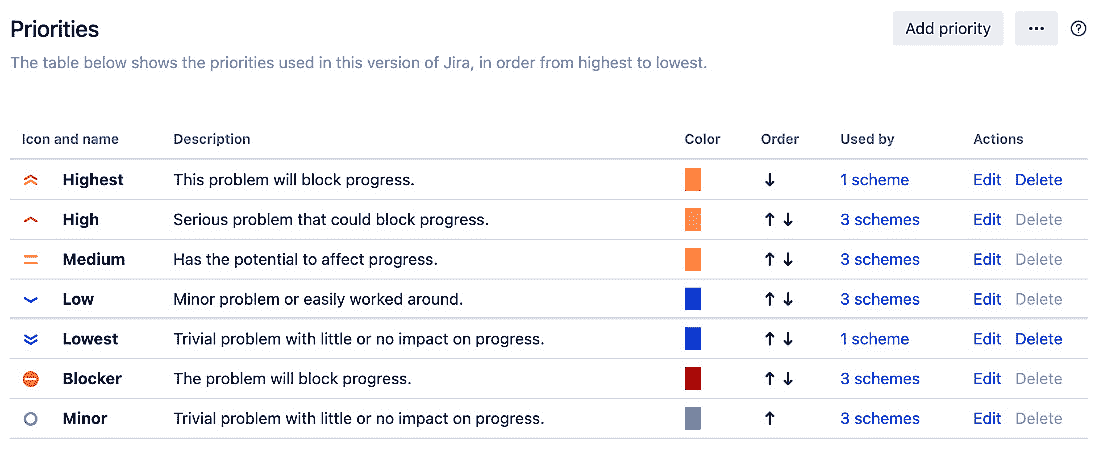 Priorities
Add priority ...
The table below shows the priorities used in this version of Jira, in order from highest to lowest.
Icon and name Description Color Order Used by Actions
Highest This problem will block progress. ↓ 1 scheme Edit Delete
High Serious problem that could block progress. ↑ ↓ 3 schemes Edit Delete
Medium Has the potential to affect progress. ↑ ↓ 3 schemes Edit Delete
Low Minor problem or easily worked around. ↑ ↓ 3 schemes Edit Delete
Lowest Trivial problem with little or no impact on progress. ↑ ↓ 1 scheme Edit Delete
Blocker The problem will block progress. ↑ ↓ 3 schemes Edit Delete
Minor Trivial problem with little or no impact on progress. ↑ 3 schemes Edit Delete